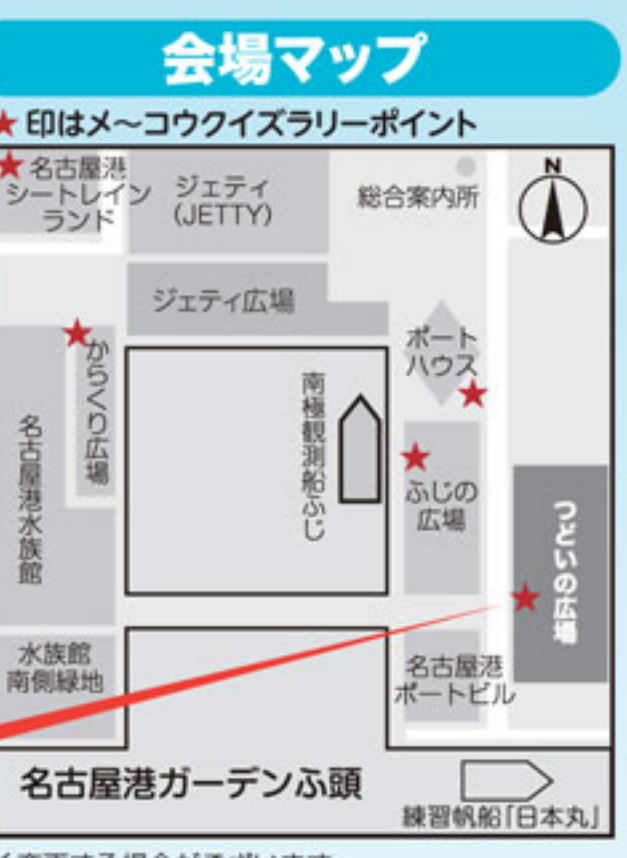 会場マップ
★印はメ〜コウクイズラリーポイント
★名古屋港
シートレイン
ランド
ジェティ
(JETTY)
総合案内所
N
ジェティ広場
ポート
ハウス
からくり広場
南極観測船ふじ
名古屋港水族館
ふじの
広場
つどいの広場
水族館
南側緑地
名古屋港
ポートビル
名古屋港ガーデンふ頭
練習帆船「日本丸」